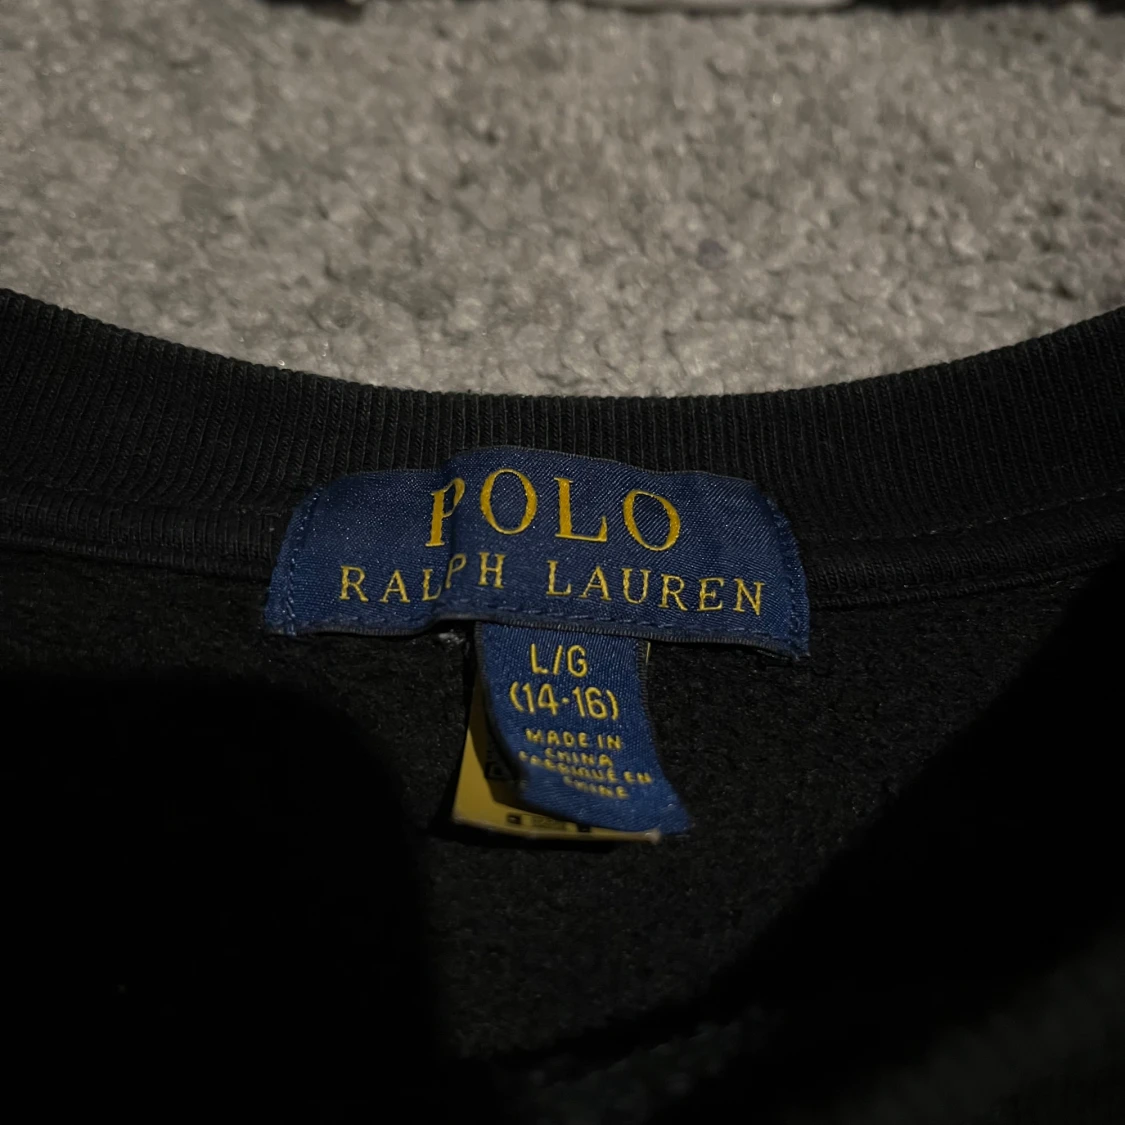 POLO
RALPH LAUREN
L/G
(14-16)
MADE IN
CHINA
FABRIQUÉ EN
CHINE